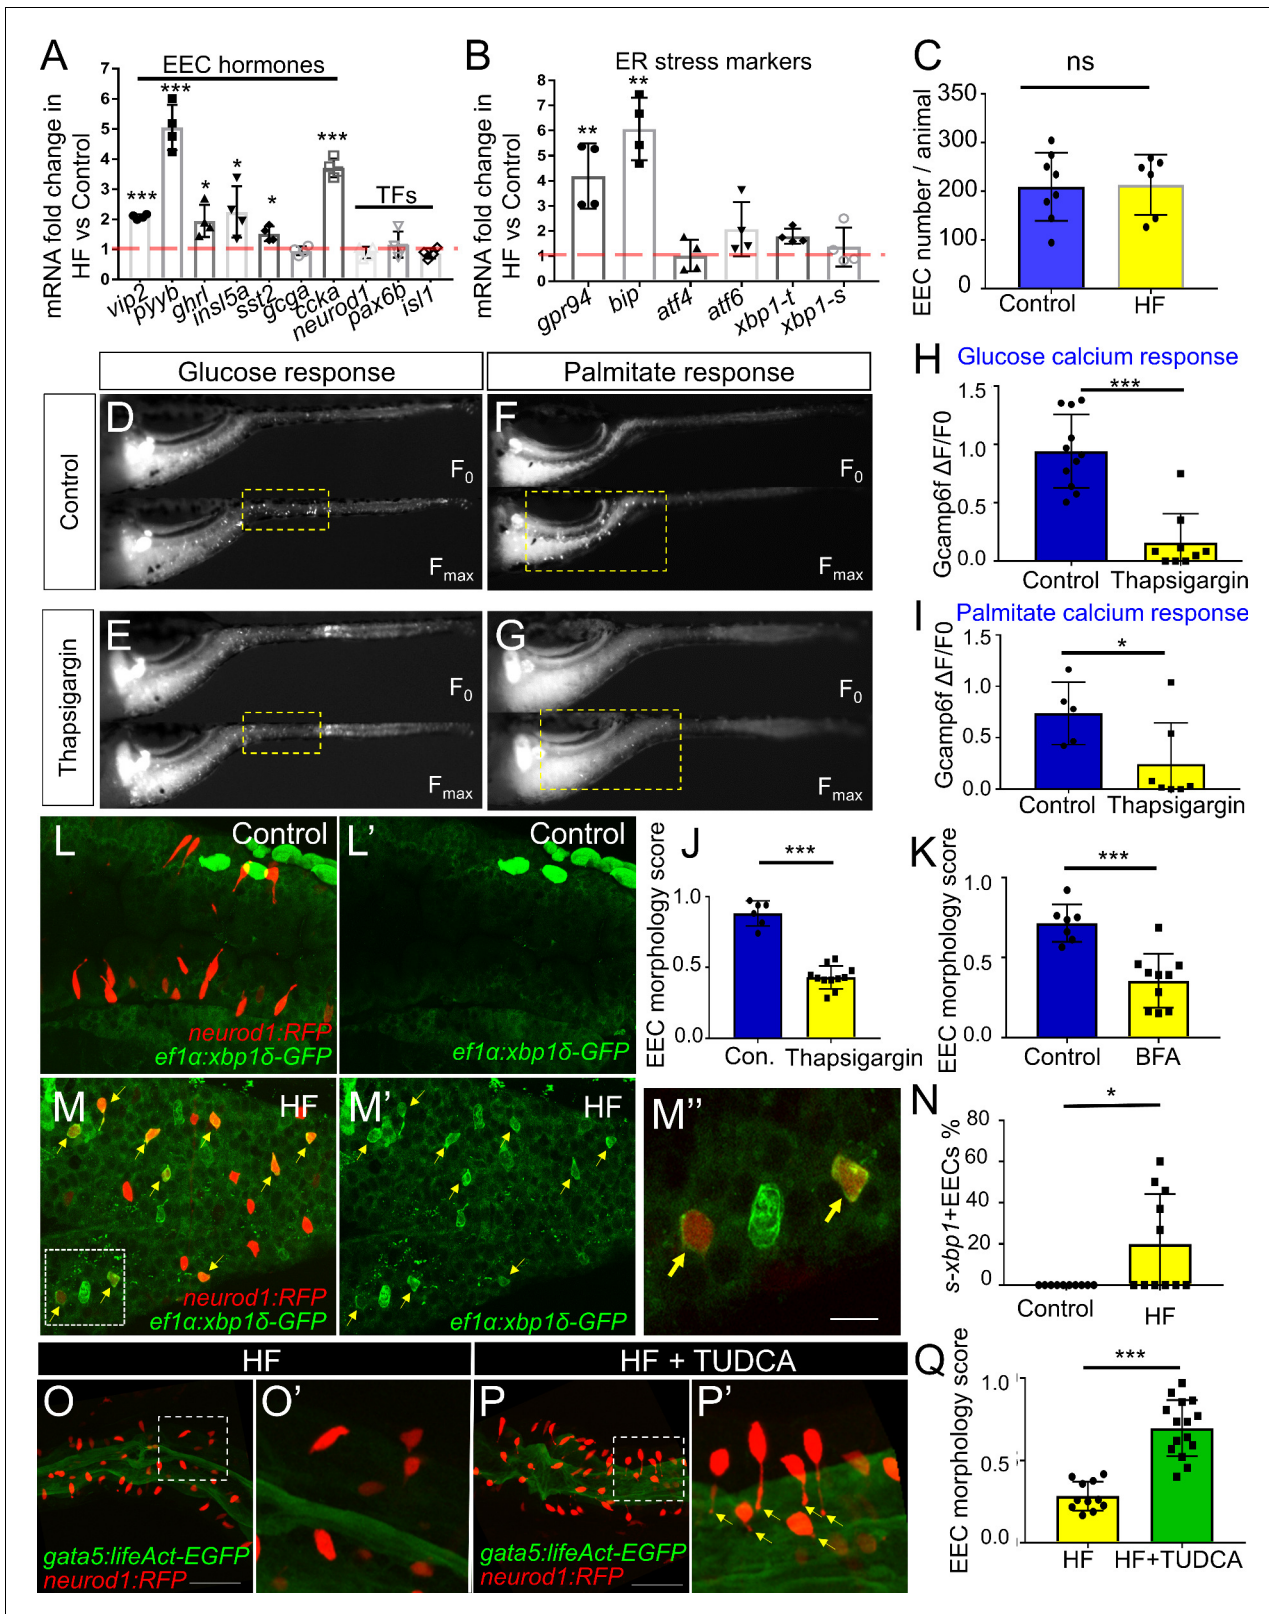 A
EEC hormones
mRNA fold change in
HF vs Control
7
6
5
4
3
2
1
0
***
***
*
*
*
***
TFs
vip2
pyyb
ghrl
insl5a
sst2
gcga
ccka
neurod1
pax6b
isl1
B
ER stress markers
mRNA fold change in
HF vs Control
8
7
6
5
4
3
2
1
0
**
**
gpr94
bip
atf4
atf6
xbp1-t
xbp1-s
C
ns
EEC number / animal
350
300
200
100
0
Control
HF
Glucose response
Palmitate response
Control
Thapsigargin
D
F0
Fmax
F
F0
Fmax
E
F0
Fmax
G
F0
Fmax
H
Glucose calcium response
Gcamp6f ΔF/F0
1.5
1.0
0.5
0.0
***
Control
Thapsigargin
I
Palmitate calcium response
Gcamp6f ΔF/F0
1.5
1.0
0.5
0.0
*
Control
Thapsigargin
L
Control
neurod1:RFP
ef1α:xbp1δ-GFP
L'
Control
ef1α:xbp1δ-GFP
J
EEC morphology score
1.0
0.5
0.0
***
Con.
Thapsigargin
K
EEC morphology score
1.0
0.5
0.0
***
Control
BFA
M
HF
neurod1:RFP
ef1α:xbp1δ-GFP
M'
HF
ef1α:xbp1δ-GFP
M''
N
s-xbp1+EECs %
80
60
40
20
0
*
Control
HF
HF
HF + TUDCA
O
gata5:lifeAct-EGFP
neurod1:RFP
O'
P
gata5:lifeAct-EGFP
neurod1:RFP
P'
Q
EEC morphology score
1.0
0.5
0.0
***
HF
HF+TUDCA